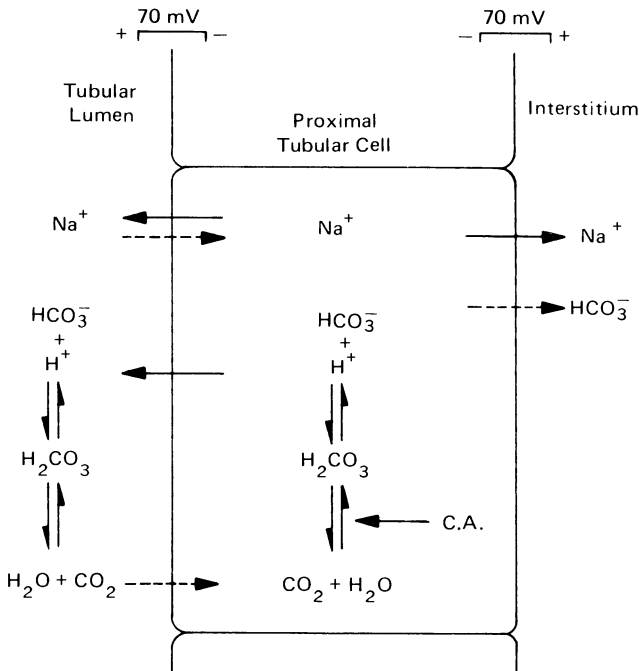 70 mV
+ −
70 mV
− +
Tubular
Lumen
Proximal
Tubular Cell
Interstitium
Na⁺
Na⁺
Na⁺
HCO₃⁻
HCO₃⁻
+
H⁺
HCO₃⁻
+
H⁺
H₂CO₃
H₂CO₃
C.A.
H₂O + CO₂
CO₂ + H₂O